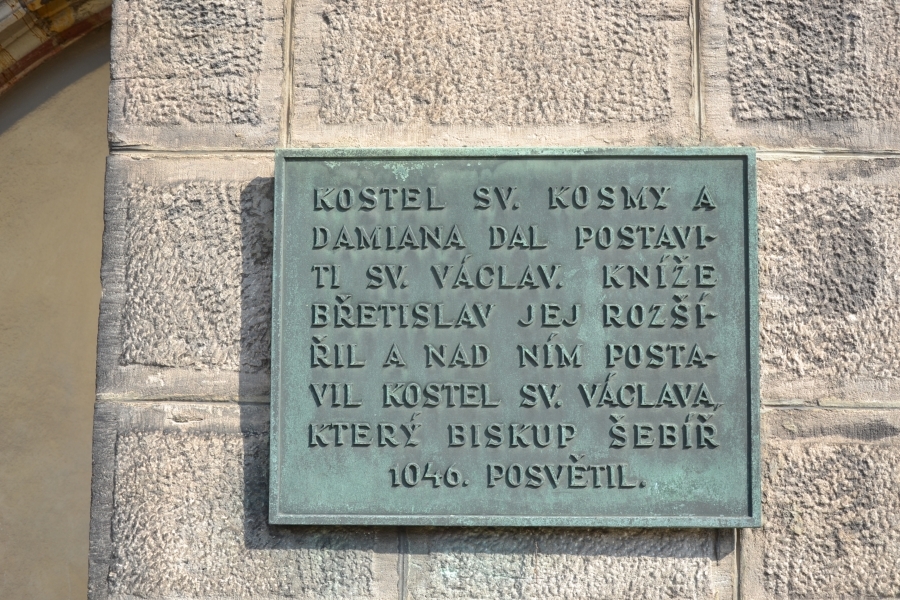 KOSTEL SV. KOSMY A
DAMIANA DAL POSTAVI-
TI SV. VÁCLAV. KNÍŽE
BŘETISLAV JEJ ROZŠÍ-
ŘIL A NAD NÍM POSTA-
VIL KOSTEL SV. VÁCLAVA,
KTERÝ BISKUP ŠEBÍŘ
1046. POSVĚTIL.